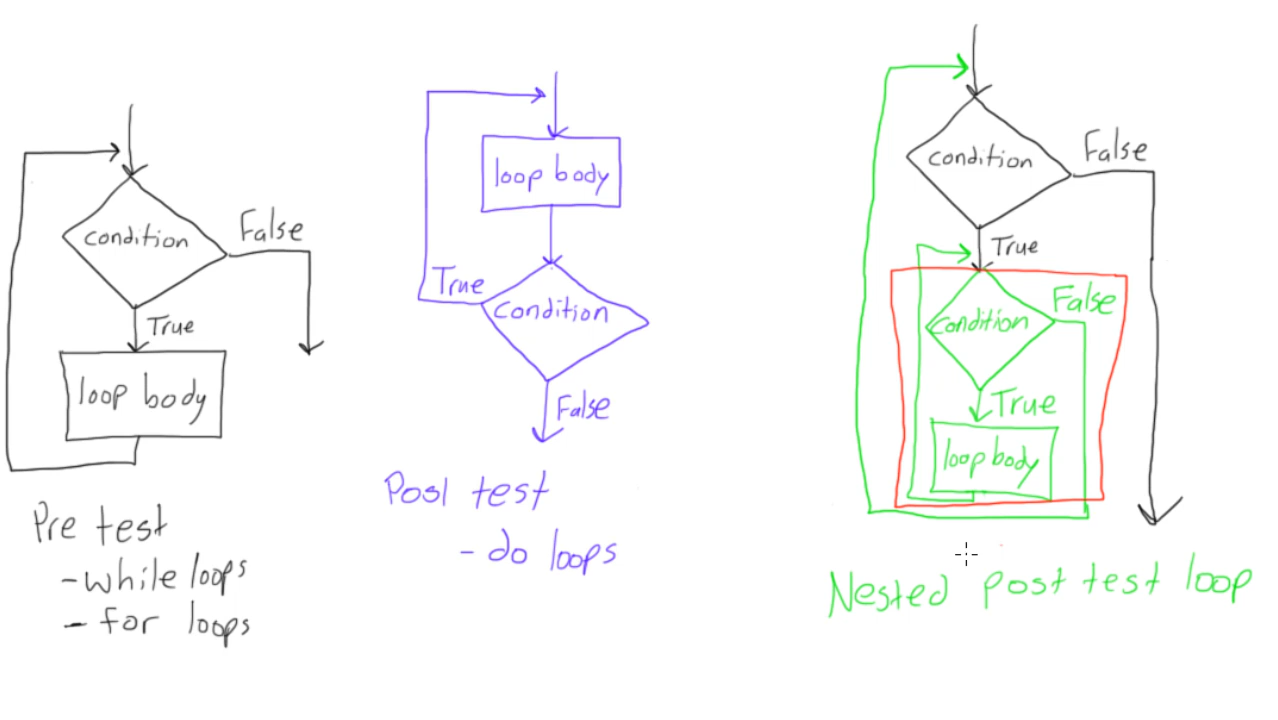 condition
False
True
loop body
Pre test
- while loops
- for loops
loop body
True
Condition
False
Post test
- do loops
condition
False
True
condition
False
True
loop body
Nested post test loop